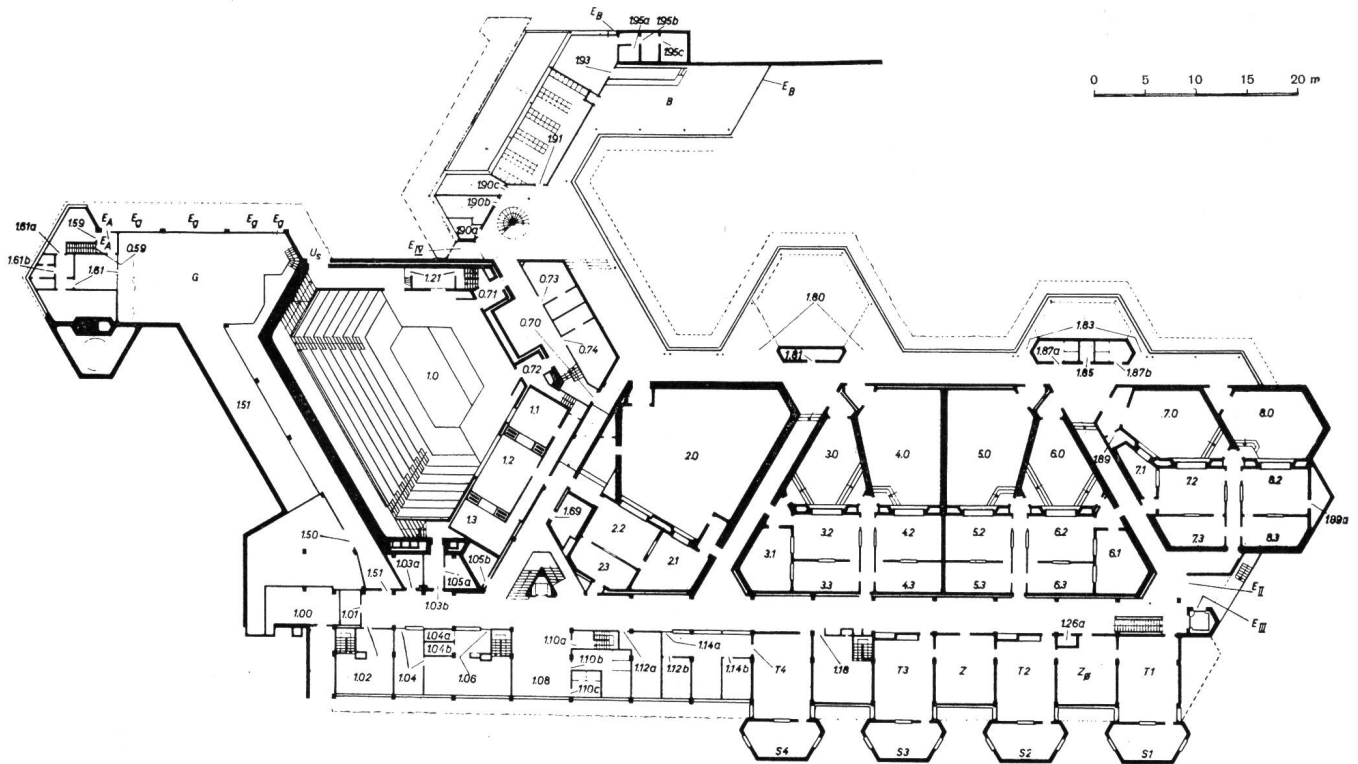 E_B 1.95a 1.95b
1.95c
1.93
B
E_B
0 5 10 15 20 m
1.91
1.90c
1.90b
1.90a
E_IV
1.61a 1.59 E_A E_g E_g E_g E_g
E_A 0.59
1.61b
1.61
G
U_s
1.21
0.71
0.73
0.70
0.74
0.72
1.80
1.81
1.83
1.87a
1.85
1.87b
1.0
1.1
1.2
1.3
1.51
2.0
3.0
4.0
5.0
6.0
1.89
7.0
8.0
7.1
7.2
8.2
1.89a
7.3
8.3
1.69
2.2
2.1
2.3
3.1
3.2
4.2
5.2
6.2
6.1
3.3
4.3
5.3
6.3
1.50
1.51
1.03a
1.05b
1.05a
1.03b
E_II
E_III
1.00
1.01
1.04a
1.04b
1.10a
1.10b
1.10c
1.12a
1.14a
1.12b
1.14b
1.26a
1.02
1.04
1.06
1.08
T4
1.18
T3
Z
T2
Z_ø
T1
S4
S3
S2
S1